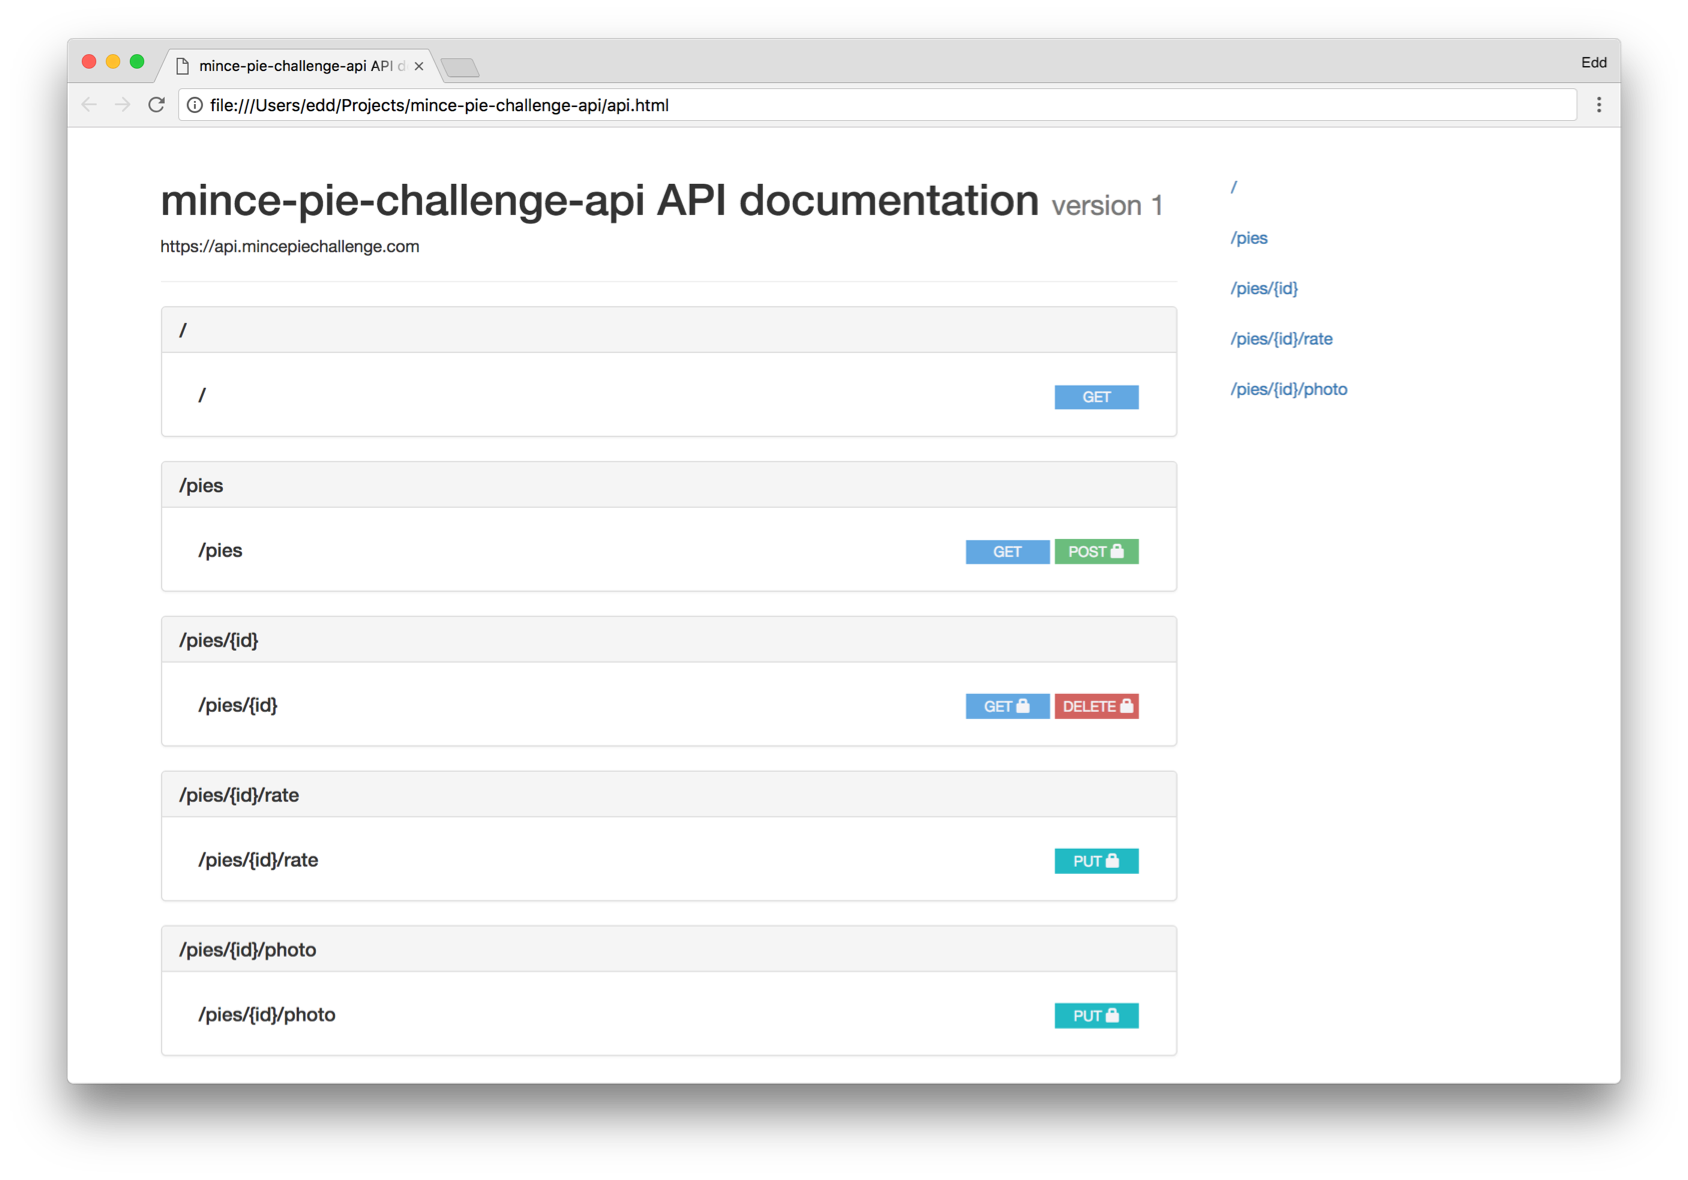 mince-pie-challenge-api API d
Edd
file:///Users/edd/Projects/mince-pie-challenge-api/api.html
mince-pie-challenge-api API documentation version 1
https://api.mincepiechallenge.com
/
/
GET
/pies
/pies
GET POST
/pies/{id}
/pies/{id}
GET DELETE
/pies/{id}/rate
/pies/{id}/rate
PUT
/pies/{id}/photo
/pies/{id}/photo
PUT
/
/pies
/pies/{id}
/pies/{id}/rate
/pies/{id}/photo